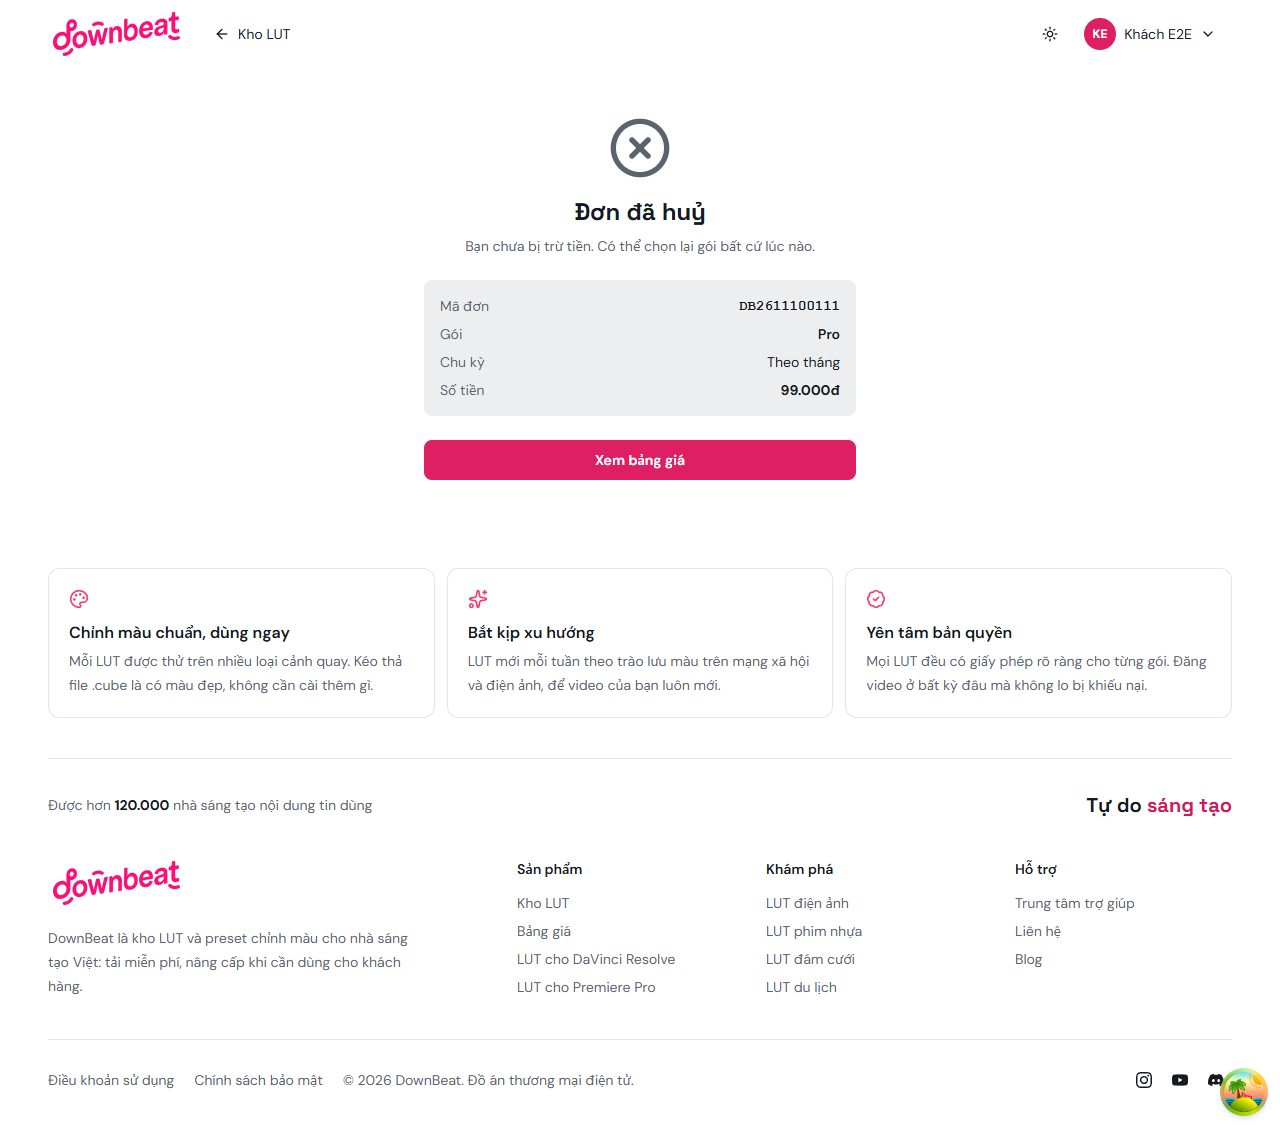 downbeat
Kho LUT
KE
Khách E2E
Đơn đã huỷ
Bạn chưa bị trừ tiền. Có thể chọn lại gói bất cứ lúc nào.
Mã đơn DB2611100111
Gói Pro
Chu kỳ Theo tháng
Số tiền 99.000đ
Xem bảng giá
Chỉnh màu chuẩn, dùng ngay
Mỗi LUT được thử trên nhiều loại cảnh quay. Kéo thả
file .cube là có màu đẹp, không cần cài thêm gì.
Bắt kịp xu hướng
LUT mới mỗi tuần theo trào lưu màu trên mạng xã hội
và điện ảnh, để video của bạn luôn mới.
Yên tâm bản quyền
Mọi LUT đều có giấy phép rõ ràng cho từng gói. Đăng
video ở bất kỳ đâu mà không lo bị khiếu nại.
Được hơn 120.000 nhà sáng tạo nội dung tin dùng
Tự do sáng tạo
downbeat
DownBeat là kho LUT và preset chỉnh màu cho nhà sáng
tạo Việt: tải miễn phí, nâng cấp khi cần dùng cho khách
hàng.
Sản phẩm
Kho LUT
Bảng giá
LUT cho DaVinci Resolve
LUT cho Premiere Pro
Khám phá
LUT điện ảnh
LUT phim nhựa
LUT đám cưới
LUT du lịch
Hỗ trợ
Trung tâm trợ giúp
Liên hệ
Blog
Điều khoản sử dụng
Chính sách bảo mật
© 2026 DownBeat. Đồ án thương mại điện tử.